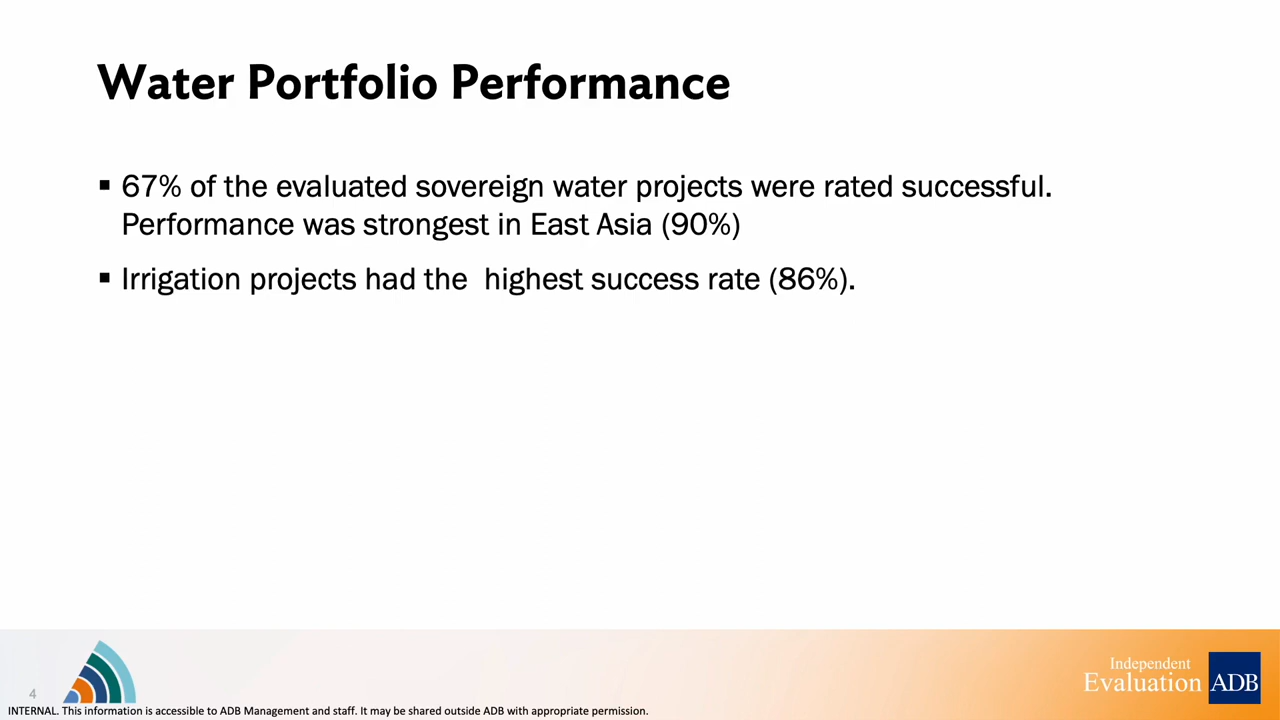 Water Portfolio Performance
▪ 67% of the evaluated sovereign water projects were rated successful.
Performance was strongest in East Asia (90%)
▪ Irrigation projects had the  highest success rate (86%).
Independent
Evaluation ADB
4
INTERNAL. This information is accessible to ADB Management and staff. It may be shared outside ADB with appropriate permission.